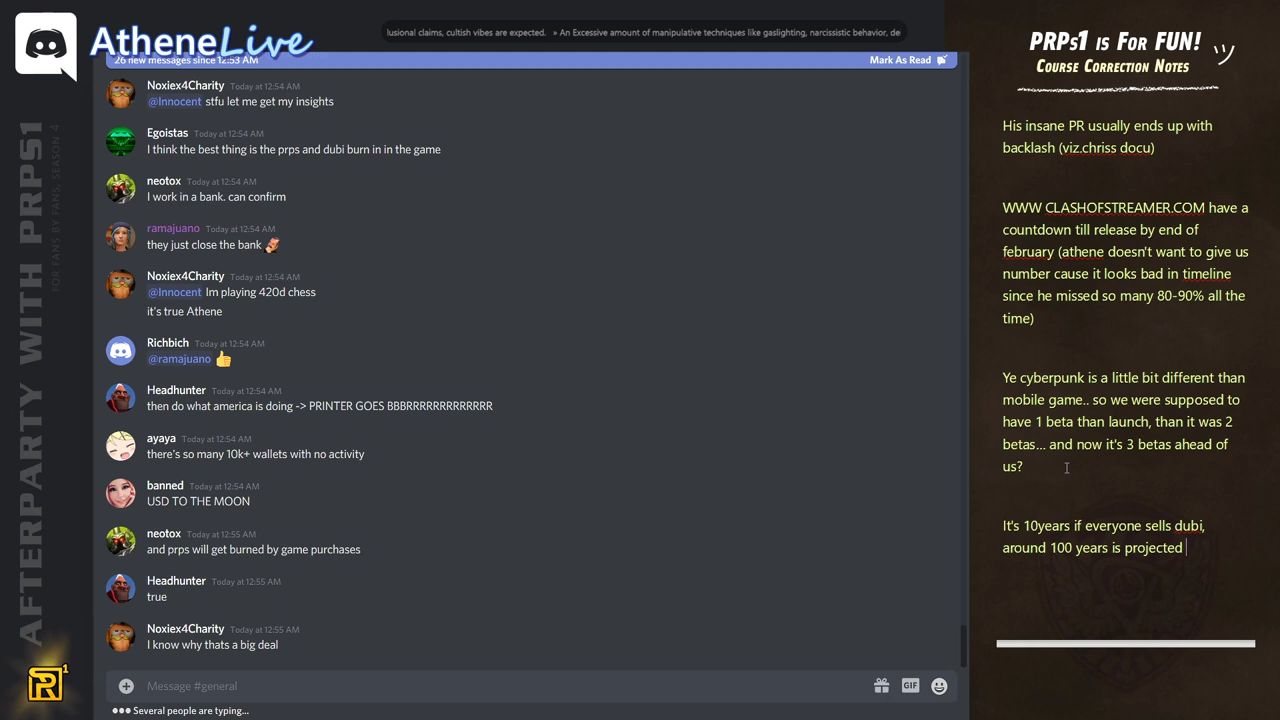 AtheneLive
lusional claims, cultish vibes are expected.   » An Excessive amount of manipulative techniques like gaslighting, narcissistic behavior, de
26 new messages since 12:53 AM
Mark As Read
Noxiex4Charity Today at 12:54 AM
@Innocent stfu let me get my insights
Egoistas Today at 12:54 AM
I think the best thing is the prps and dubi burn in in the game
neotox Today at 12:54 AM
I work in a bank. can confirm
ramajuano Today at 12:54 AM
they just close the bank
Noxiex4Charity Today at 12:54 AM
@Innocent Im playing 420d chess
it's true Athene
Richbich Today at 12:54 AM
@ramajuano 👍
Headhunter Today at 12:54 AM
then do what america is doing -> PRINTER GOES BBBRRRRRRRRRRRRR
ayaya Today at 12:54 AM
there's so many 10k+ wallets with no activity
banned Today at 12:54 AM
USD TO THE MOON
neotox Today at 12:55 AM
and prps will get burned by game purchases
Headhunter Today at 12:55 AM
true
Noxiex4Charity Today at 12:55 AM
I know why thats a big deal
Message #general
GIF
Several people are typing...
AFTERPARTY WITH PRPS1
FOR FANS BY FANS, SEASON 4
1
PRPs1 is For FUN!
Course Correction Notes
ツ
His insane PR usually ends up with
backlash (viz.chriss docu)
WWW CLASHOFSTREAMER.COM have a
countdown till release by end of
february (athene doesn't want to give us
number cause it looks bad in timeline
since he missed so many 80-90% all the
time)
Ye cyberpunk is a little bit different than
mobile game.. so we were supposed to
have 1 beta than launch, than it was 2
betas... and now it's 3 betas ahead of
us?
It's 10years if everyone sells dubi,
around 100 years is projected